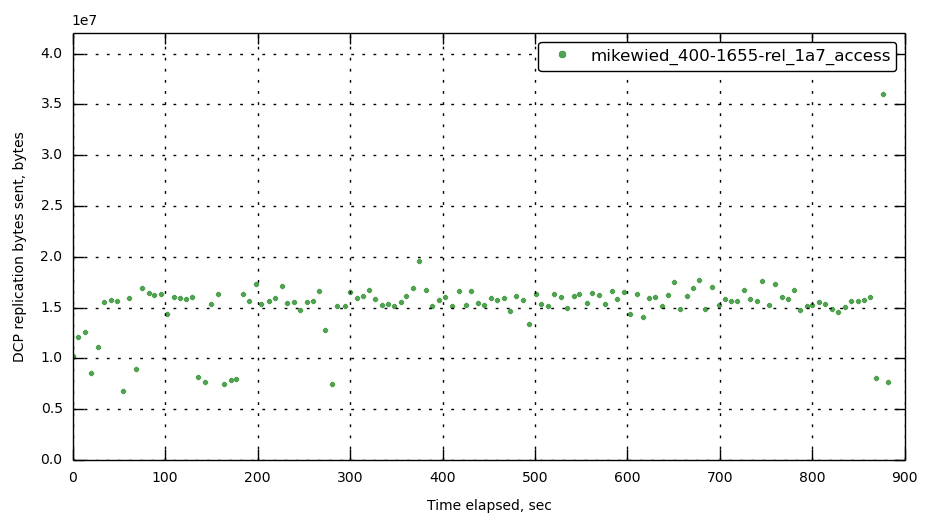 1e7
mikewied_400-1655-rel_1a7_access
4.0
3.5
3.0
2.5
2.0
1.5
1.0
0.5
0.0
DCP replication bytes sent, bytes
0 100 200 300 400 500 600 700 800 900
Time elapsed, sec